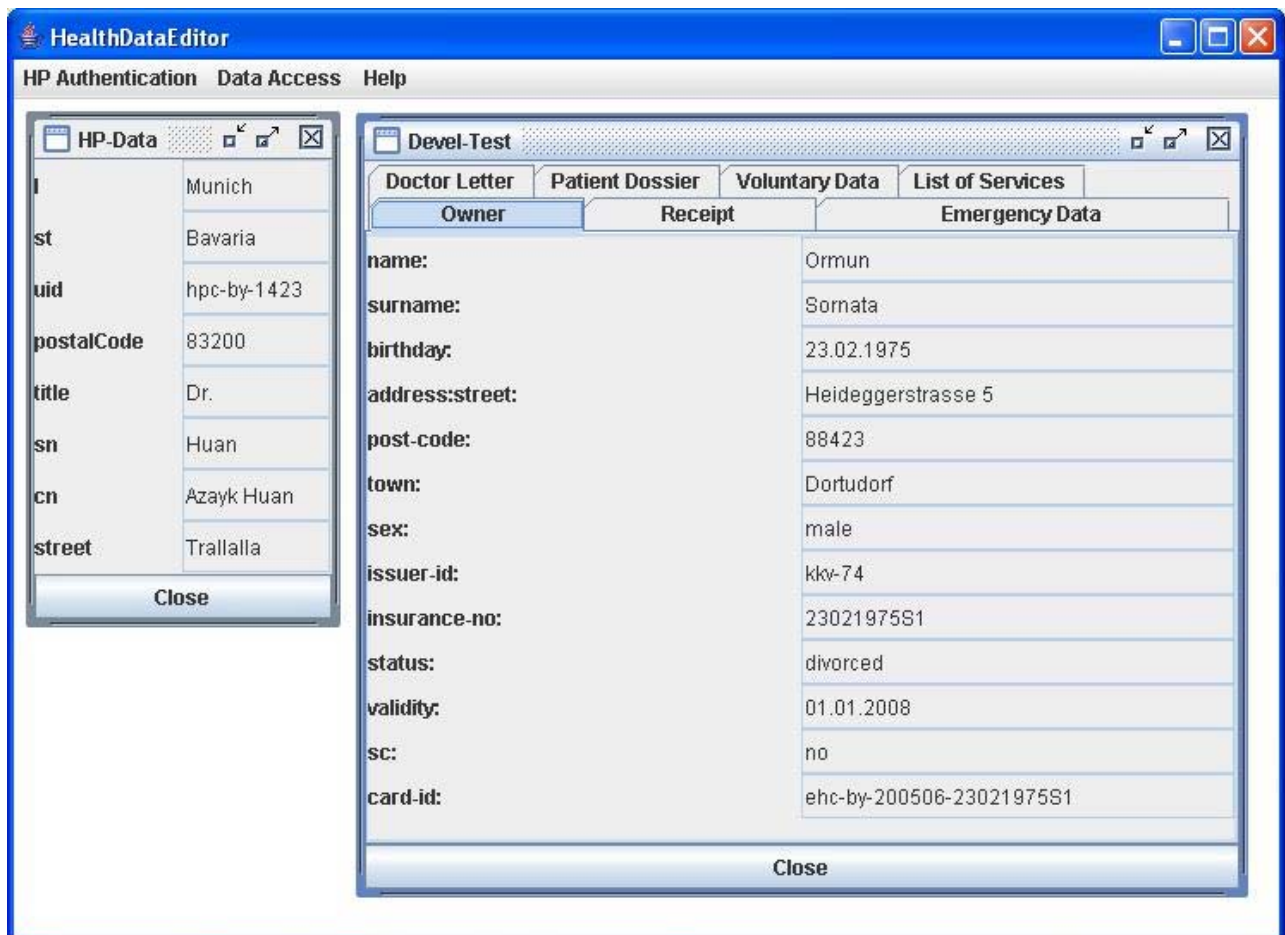 HealthDataEditor
HP Authentication Data Access Help
HP-Data
l Munich
st Bavaria
uid hpc-by-1423
postalCode 83200
title Dr.
sn Huan
cn Azayk Huan
street Trallalla
Close
Devel-Test
Doctor Letter Patient Dossier Voluntary Data List of Services
Owner Receipt Emergency Data
name: Ormun
surname: Sornata
birthday: 23.02.1975
address:street: Heideggerstrasse 5
post-code: 88423
town: Dortudorf
sex: male
issuer-id: kkv-74
insurance-no: 23021975S1
status: divorced
validity: 01.01.2008
sc: no
card-id: ehc-by-200506-23021975S1
Close